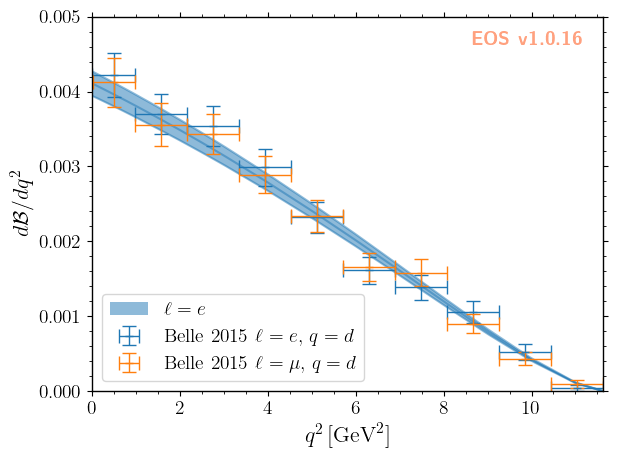 EOS v1.0.16
0.005
0.004
0.003
0.002
0.001
0.000
dℬ/dq²
ℓ = e
Belle 2015 ℓ = e, q = d
Belle 2015 ℓ = μ, q = d
0 2 4 6 8 10
q² [GeV²]